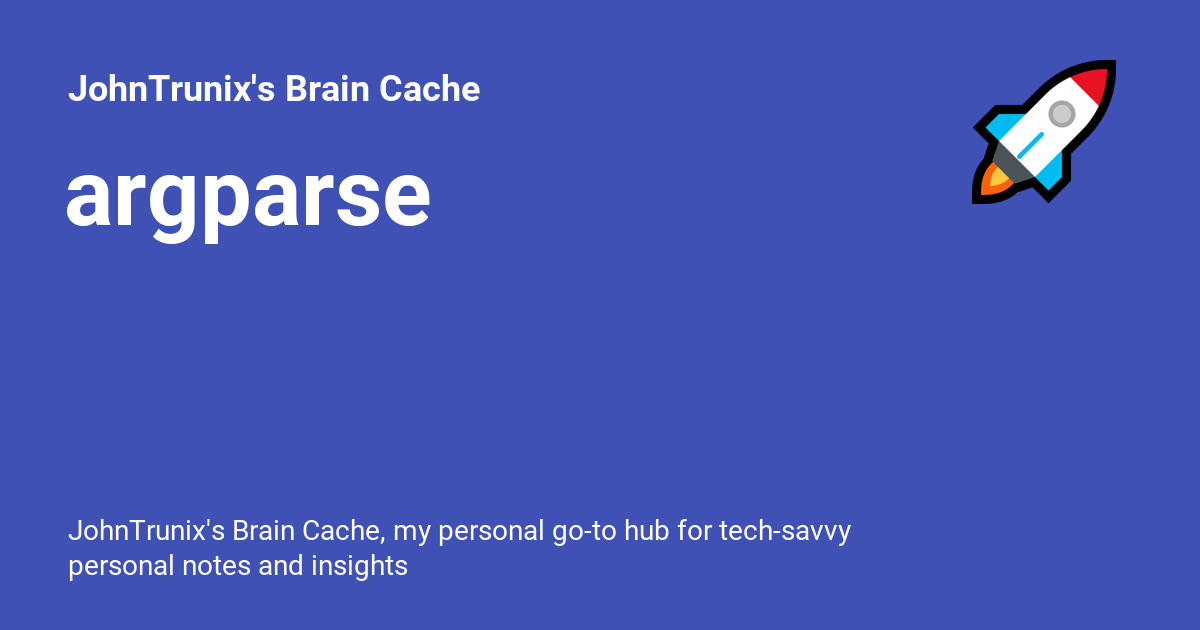 JohnTrunix's Brain Cache
argparse
JohnTrunix's Brain Cache, my personal go-to hub for tech-savvy
personal notes and insights